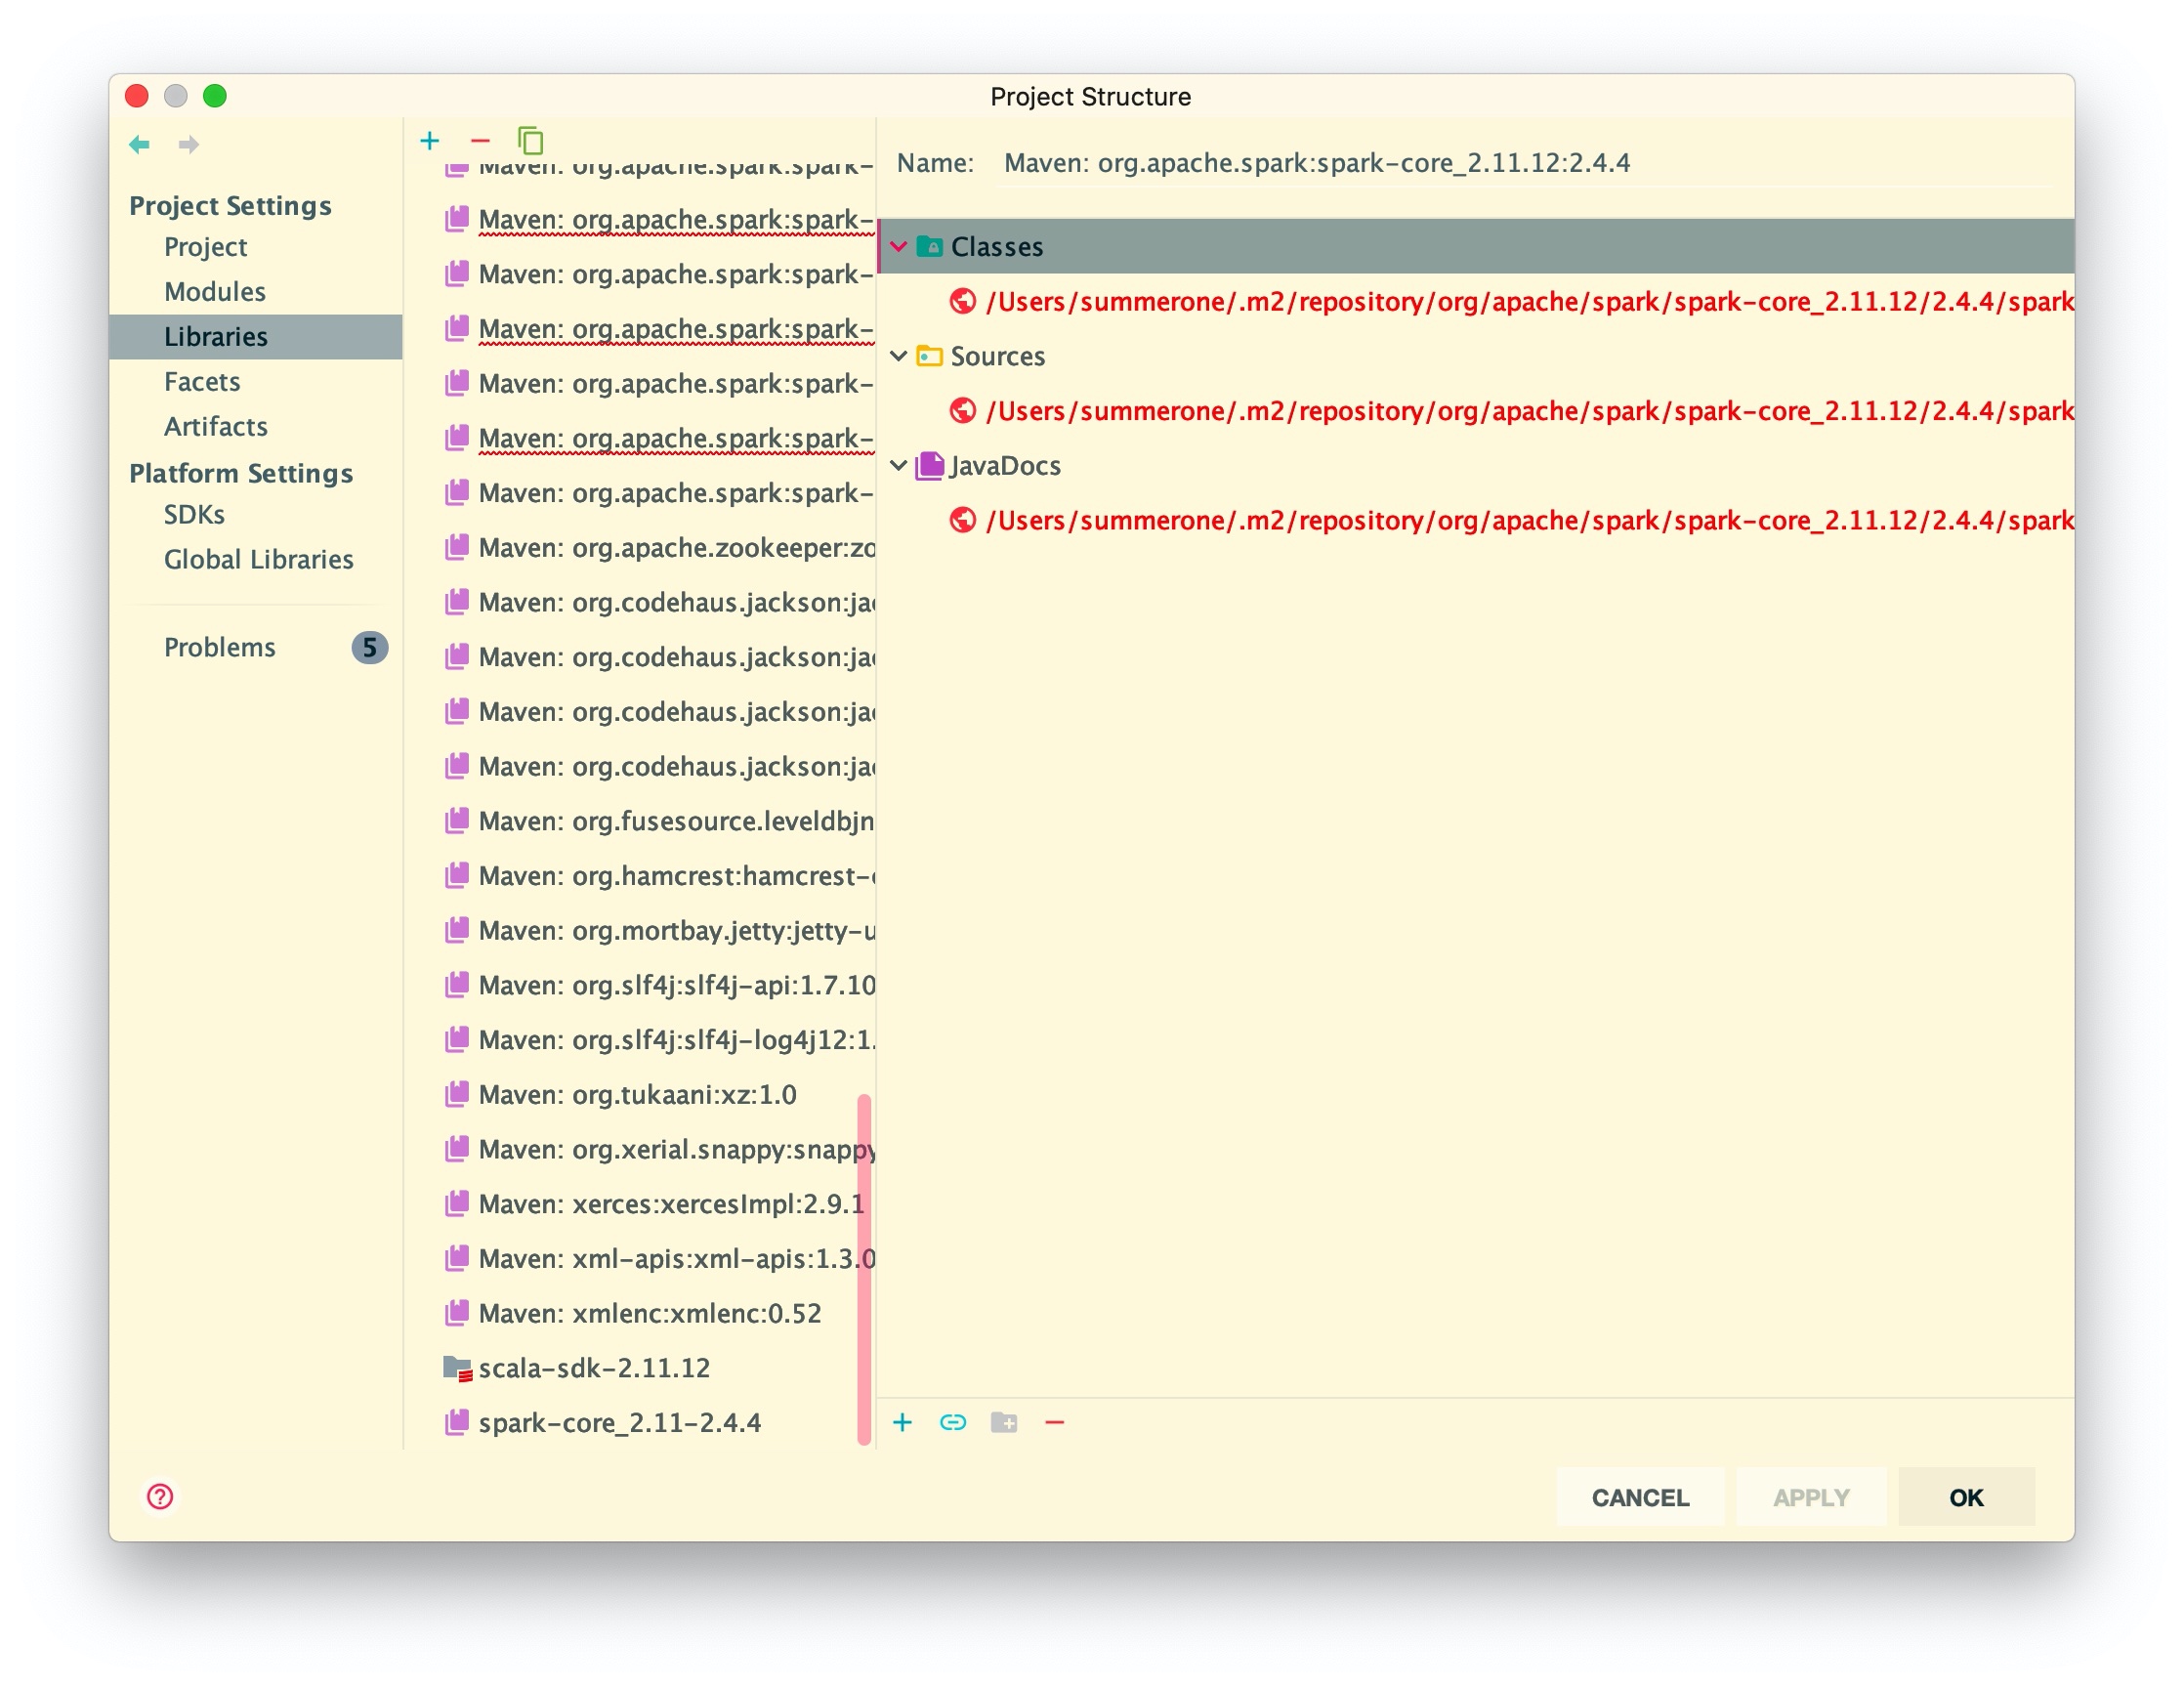 Project Structure
Project Settings
Project
Modules
Libraries
Facets
Artifacts
Platform Settings
SDKs
Global Libraries
Problems 5
Maven: org.apache.spark:spark-
Maven: org.apache.spark:spark-
Maven: org.apache.spark:spark-
Maven: org.apache.spark:spark-
Maven: org.apache.spark:spark-
Maven: org.apache.spark:spark-
Maven: org.apache.spark:spark-
Maven: org.apache.zookeeper:zo
Maven: org.codehaus.jackson:jac
Maven: org.codehaus.jackson:jac
Maven: org.codehaus.jackson:jac
Maven: org.codehaus.jackson:jac
Maven: org.fusesource.leveldbjn
Maven: org.hamcrest:hamcrest-c
Maven: org.mortbay.jetty:jetty-u
Maven: org.slf4j:slf4j-api:1.7.10
Maven: org.slf4j:slf4j-log4j12:1.
Maven: org.tukaani:xz:1.0
Maven: org.xerial.snappy:snappy
Maven: xerces:xercesImpl:2.9.1
Maven: xml-apis:xml-apis:1.3.0
Maven: xmlenc:xmlenc:0.52
scala-sdk-2.11.12
spark-core_2.11-2.4.4
Name: Maven: org.apache.spark:spark-core_2.11.12:2.4.4
Classes
/Users/summerone/.m2/repository/org/apache/spark/spark-core_2.11.12/2.4.4/spark
Sources
/Users/summerone/.m2/repository/org/apache/spark/spark-core_2.11.12/2.4.4/spark
JavaDocs
/Users/summerone/.m2/repository/org/apache/spark/spark-core_2.11.12/2.4.4/spark
CANCEL APPLY OK